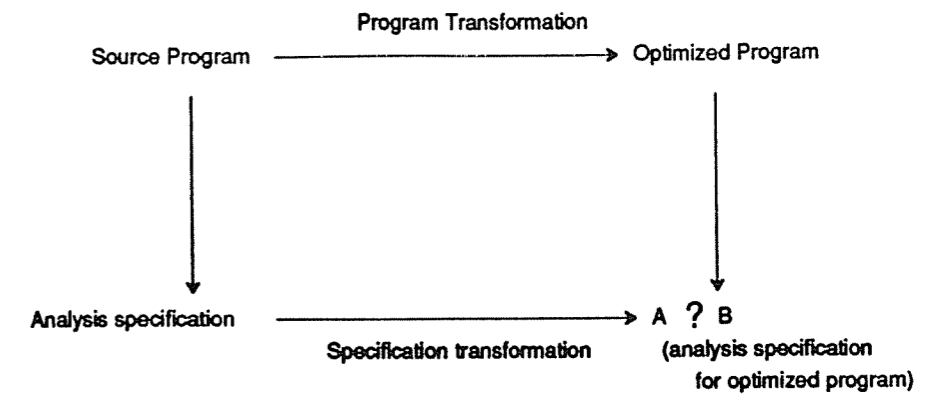 Program Transformation
Source Program
Optimized Program
Analysis specification
A ? B
Specification transformation
(analysis specification
for optimized program)